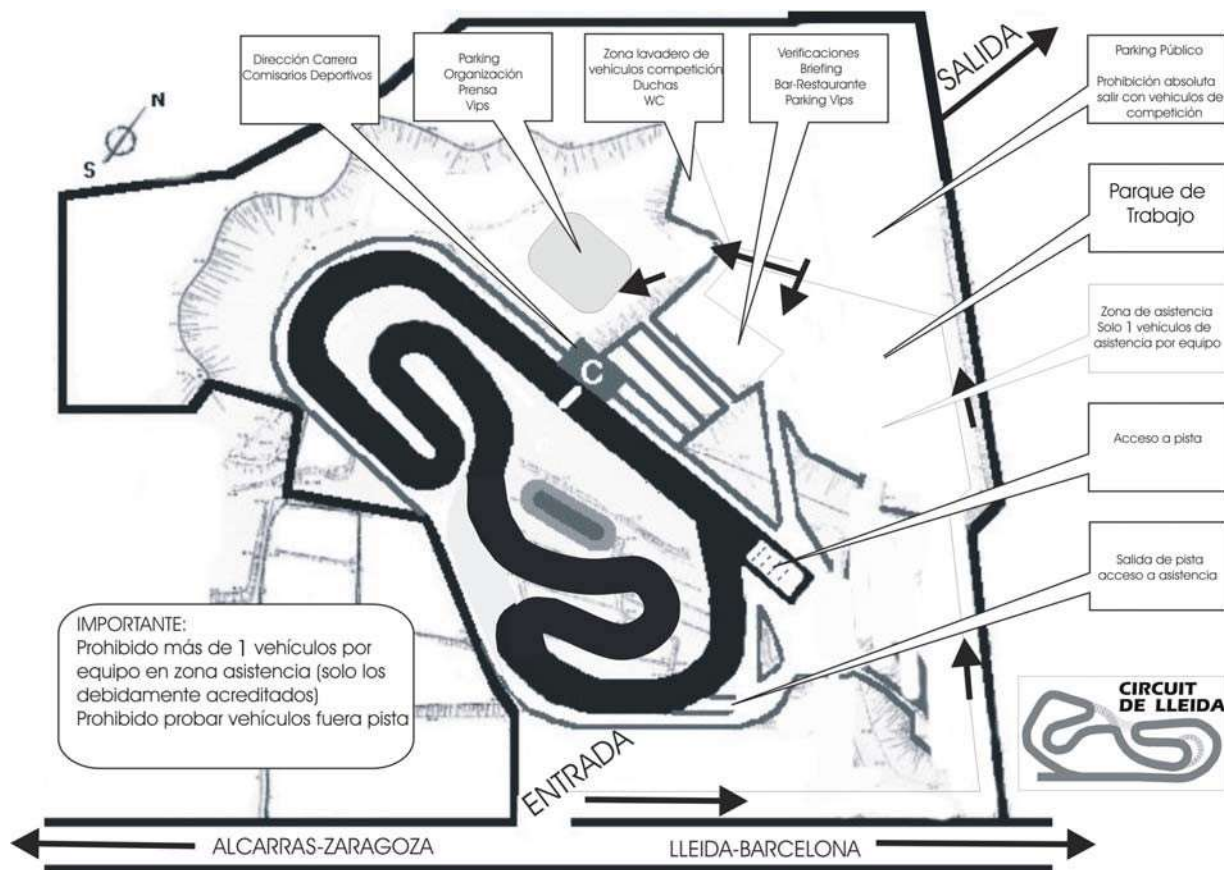 Dirección Carrera
Comisarios Deportivos
Parking
Organización
Prensa
Vips
Zona lavadero de
vehículos competición
Duchas
WC
Verificaciones
Briefing
Bar-Restaurante
Parking Vips
SALIDA
Parking Público
Prohibición absoluta
salir con vehículos de
competición
N
S
Parque de
Trabajo
Zona de asistencia
Solo 1 vehículos de
asistencia por equipo
C
Acceso a pista
Salida de pista
acceso a asistencia
IMPORTANTE:
Prohibido más de 1 vehículos por
equipo en zona asistencia (solo los
debidamente acreditados)
Prohibido probar vehículos fuera pista
CIRCUIT
DE LLEIDA
ENTRADA
ALCARRAS-ZARAGOZA
LLEIDA-BARCELONA